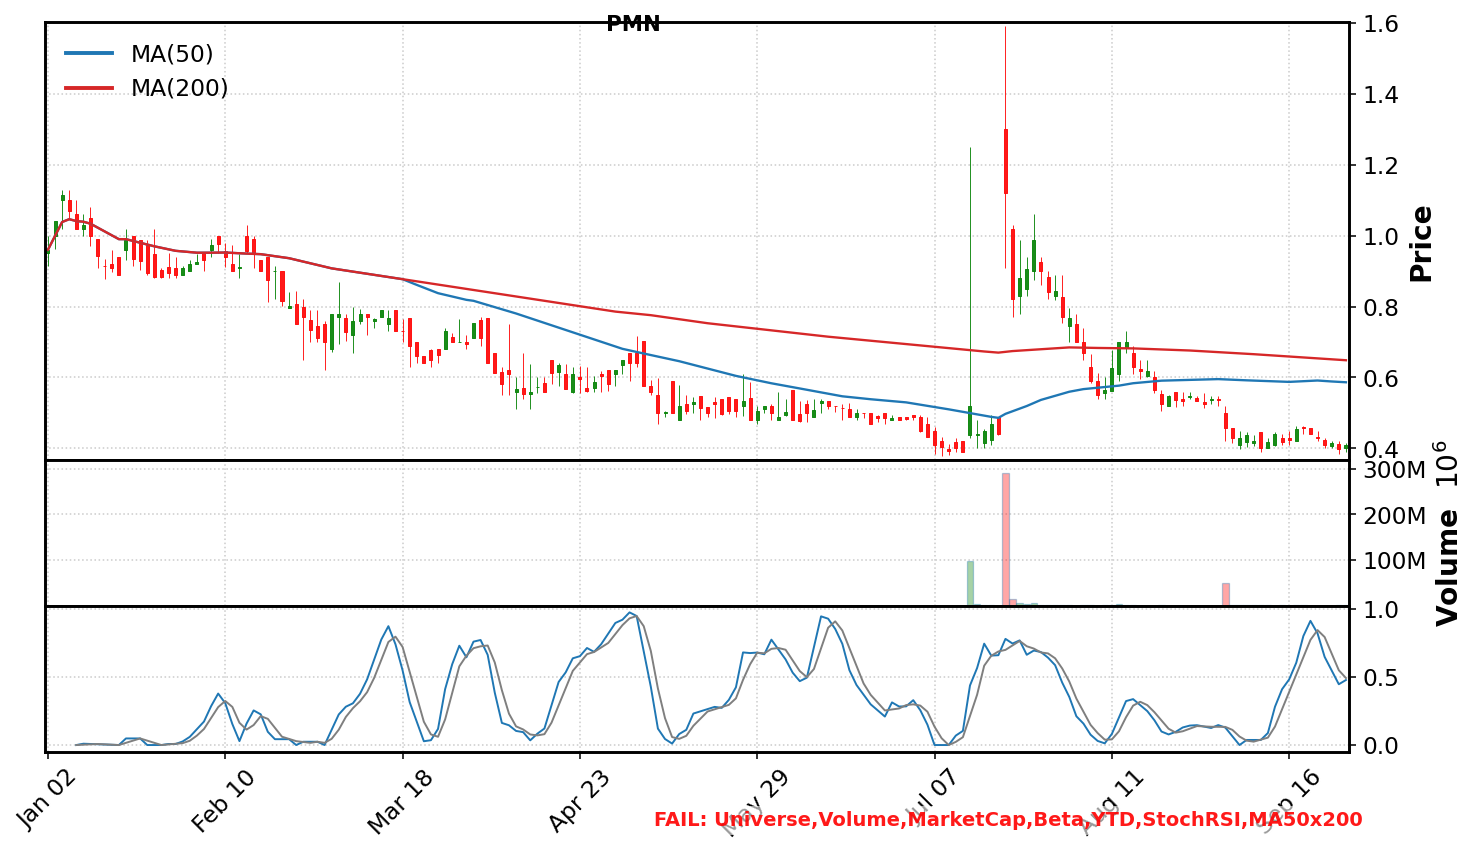 PMN
MA(50)
MA(200)
1.6
1.4
1.2
1.0
0.8
0.6
0.4
Price
300M
200M
100M
Volume 10^6
1.0
0.5
0.0
Jan 02
Feb 10
Mar 18
Apr 23
May 29
Jul 07
Aug 11
Sep 16
FAIL: Universe,Volume,MarketCap,Beta,YTD,StochRSI,MA50x200